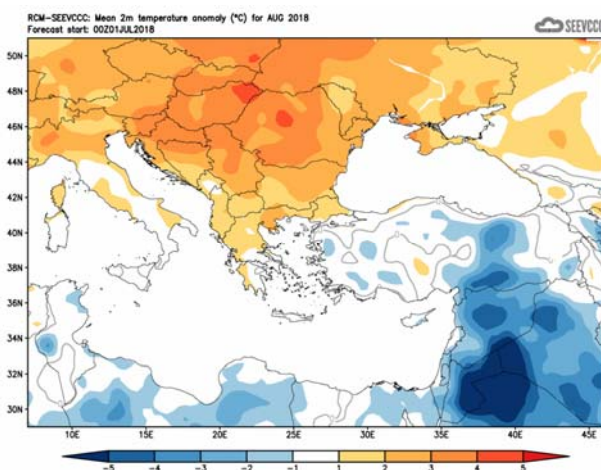 RCM-SEEVCCC: Mean 2m temperature anomaly (°C) for AUG 2018
Forecast start: 00Z01JUL2018
SEEVCCC
50N
48N
46N
44N
42N
40N
38N
36N
34N
32N
30N
10E 15E 20E 25E 30E 35E 40E 45E
-5 -4 -3 -2 -1 1 2 3 4 5